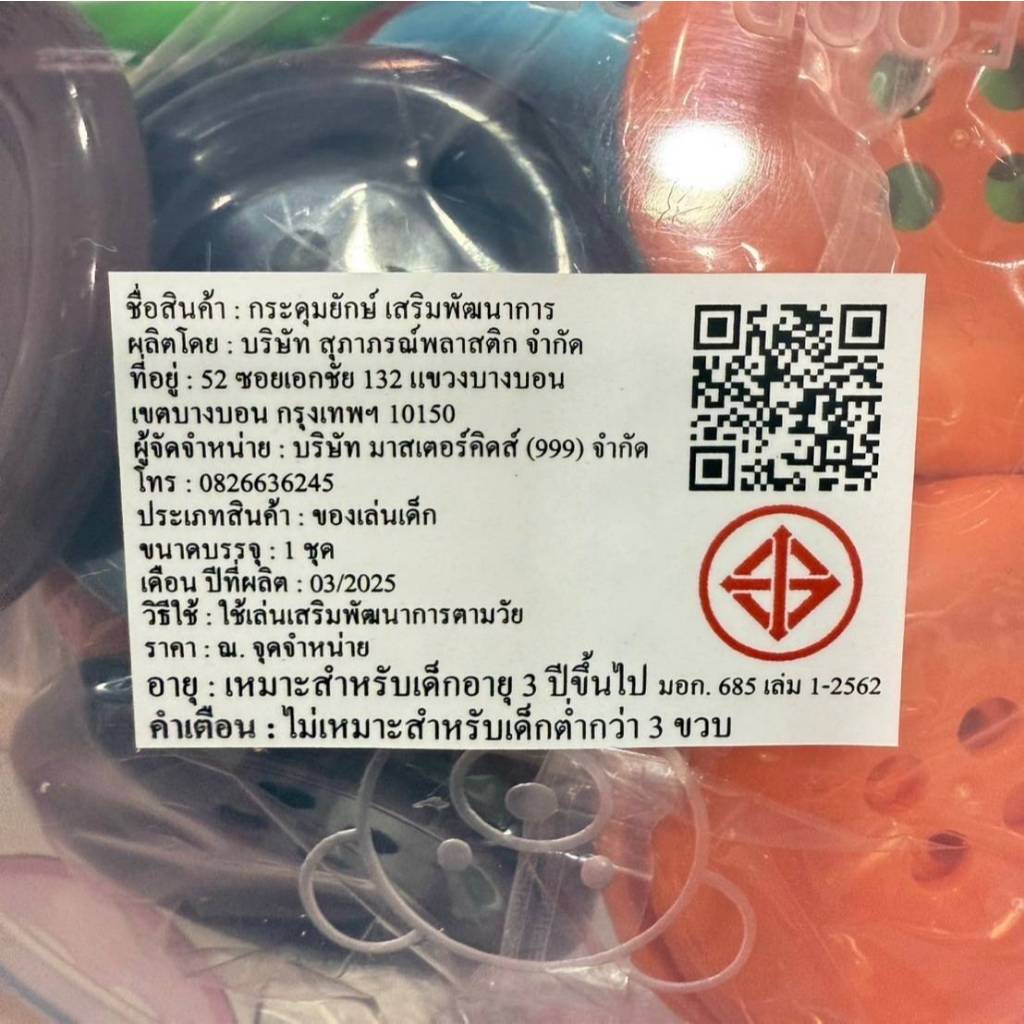 ชื่อสินค้า : กระดุมยักษ์ เสริมพัฒนาการ
ผลิตโดย : บริษัท สุภาภรณ์พลาสติก จำกัด
ที่อยู่ : 52 ซอยเอกชัย 132 แขวงบางบอน
เขตบางบอน กรุงเทพฯ 10150
ผู้จัดจำหน่าย : บริษัท มาสเตอร์คิดส์ (999) จำกัด
โทร : 0826636245
ประเภทสินค้า : ของเล่นเด็ก
ขนาดบรรจุ : 1 ชุด
เดือน ปีที่ผลิต : 03/2025
วิธีใช้ : ใช้เล่นเสริมพัฒนาการตามวัย
ราคา : ณ. จุดจำหน่าย
อายุ : เหมาะสำหรับเด็กอายุ 3 ปีขึ้นไป มอก. 685 เล่ม 1-2562
คำเตือน : ไม่เหมาะสำหรับเด็กต่ำกว่า 3 ขวบ